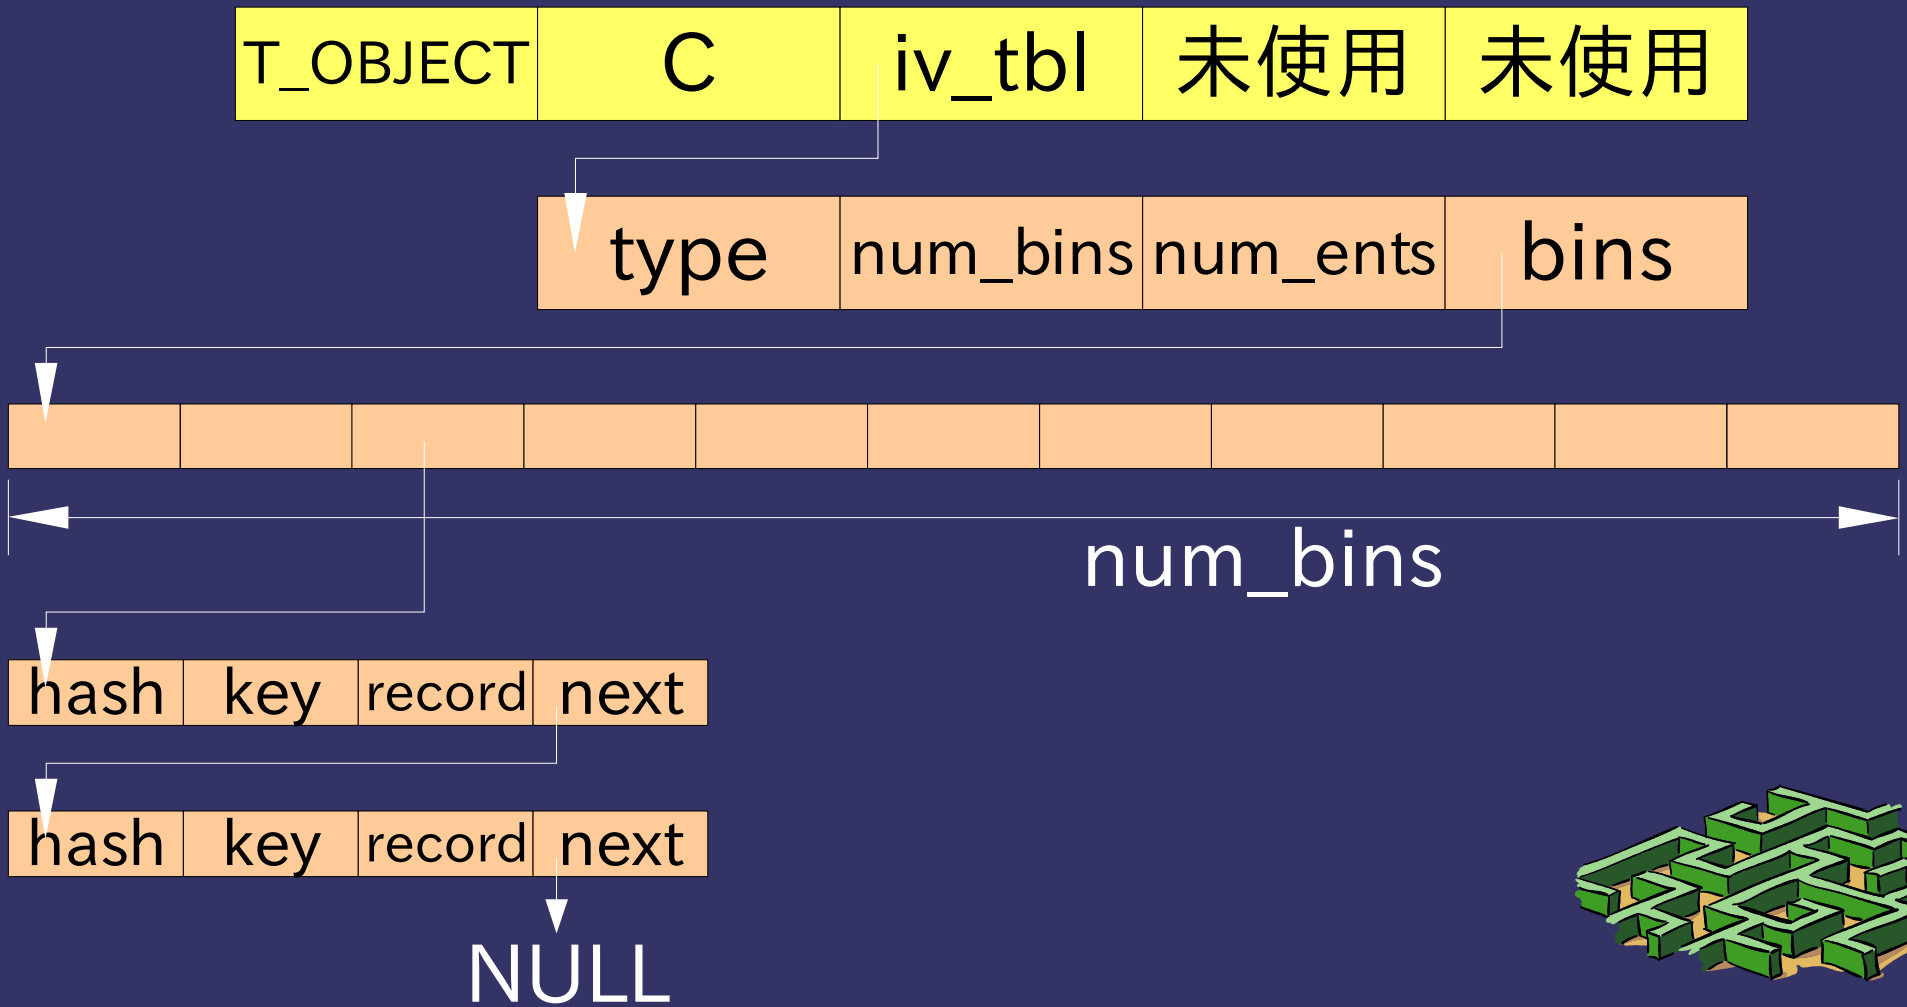 T_OBJECT C iv_tbl 未使用 未使用
type num_bins num_ents bins
num_bins
hash key record next
hash key record next
NULL